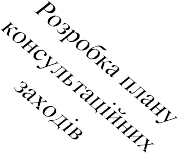 Розробка плану
консультаційних
заходів